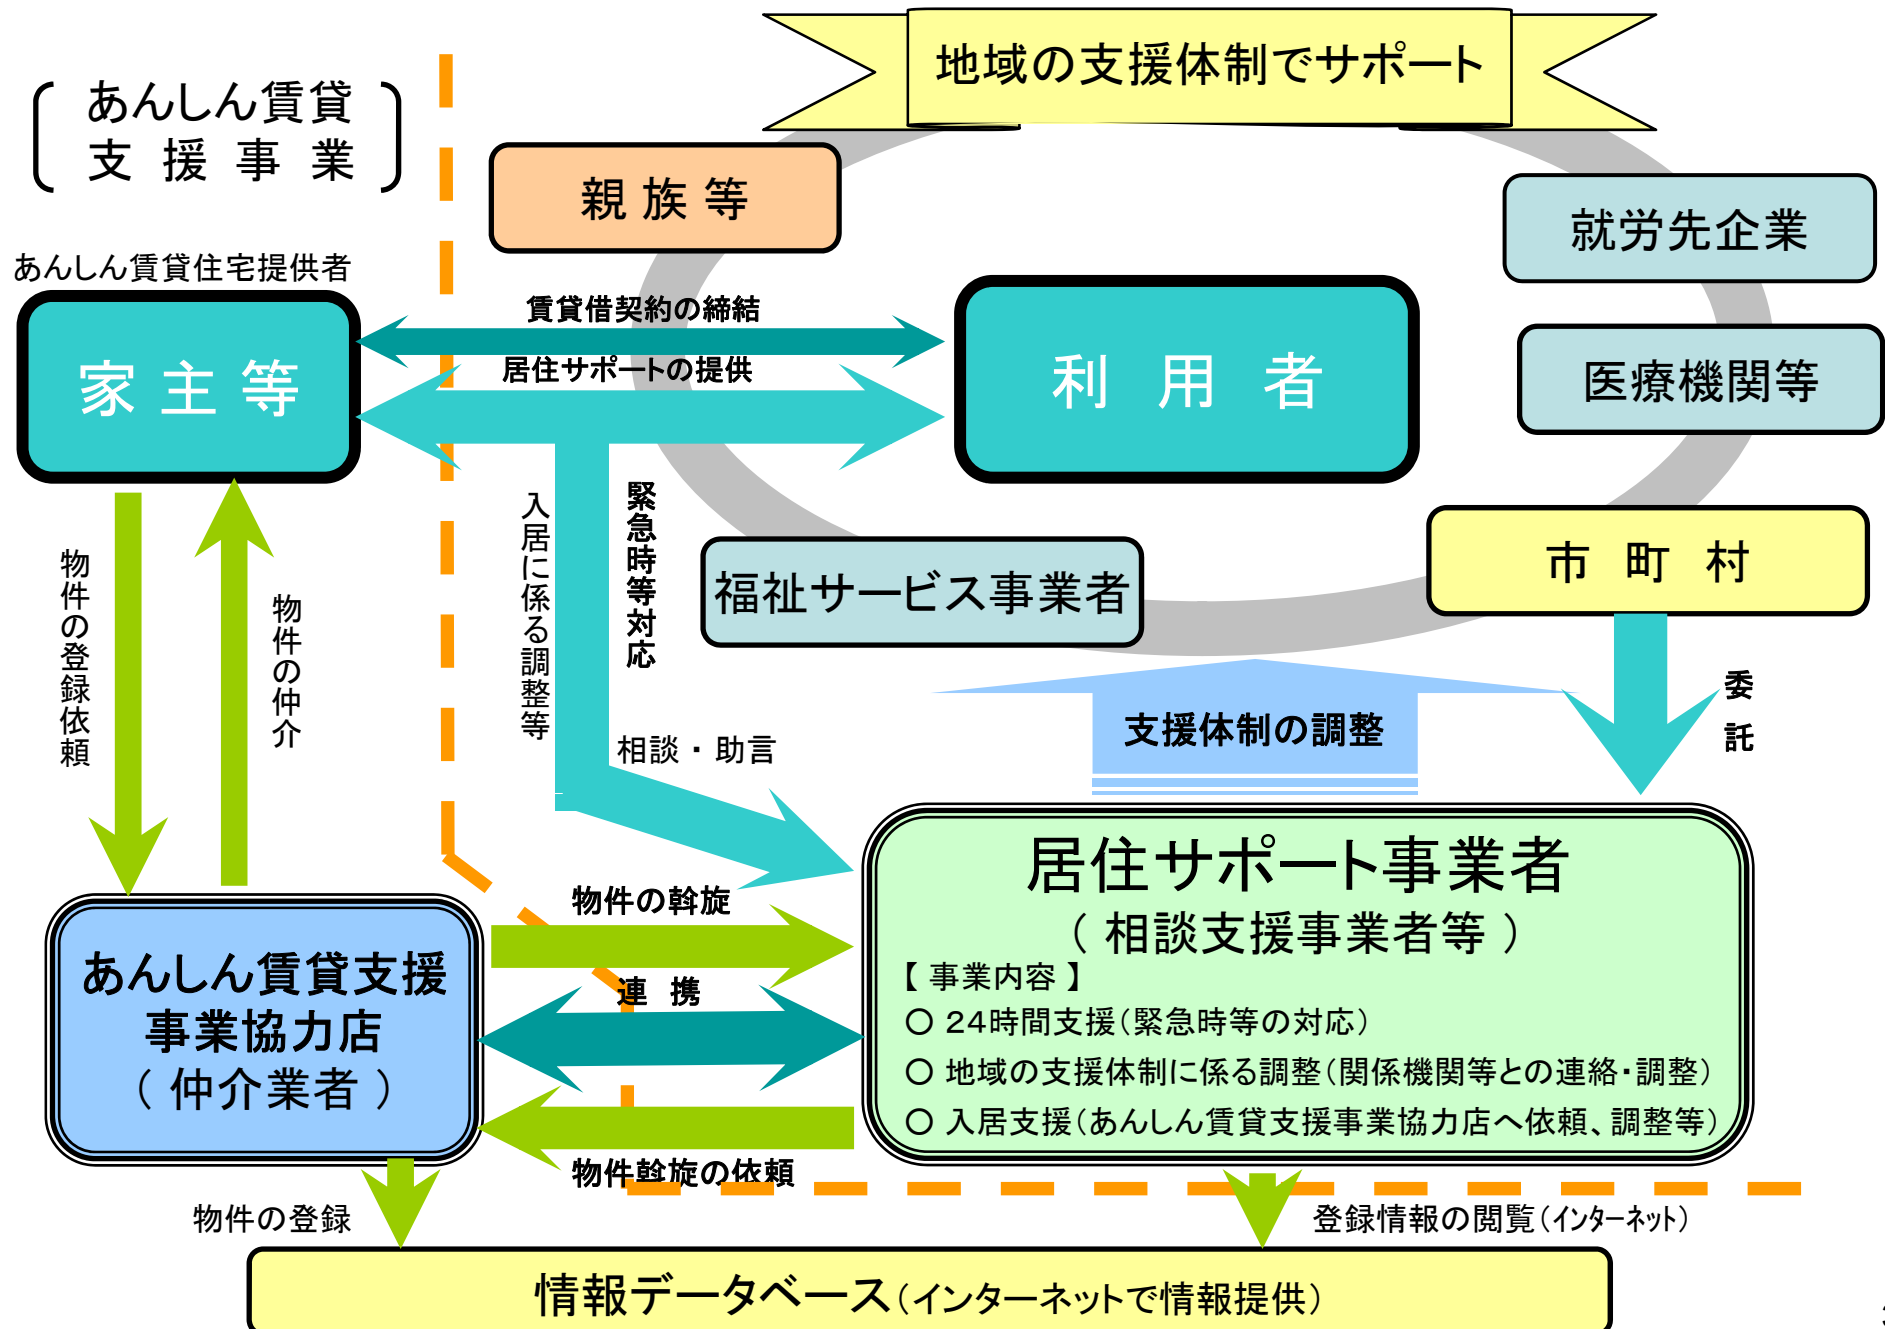 地域の支援体制でサポート
あんしん賃貸
支援事業
親族等
就労先企業
あんしん賃貸住宅提供者
家主等
賃貸借契約の締結
居住サポートの提供
利用者
医療機関等
物件の登録依頼
物件の仲介
入居に係る調整等
緊急時等対応
福祉サービス事業者
市町村
委託
相談・助言
支援体制の調整
居住サポート事業者
（相談支援事業者等）
【事業内容】
○ 24時間支援（緊急時等の対応）
○ 地域の支援体制に係る調整（関係機関等との連絡・調整）
○ 入居支援（あんしん賃貸支援事業協力店へ依頼、調整等）
物件の斡旋
連携
物件斡旋の依頼
あんしん賃貸支援
事業協力店
（仲介業者）
物件の登録
登録情報の閲覧（インターネット）
情報データベース（インターネットで情報提供）